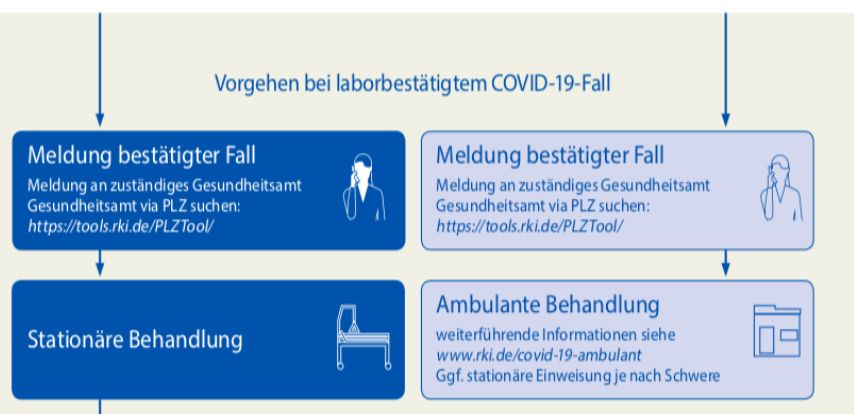 Vorgehen bei laborbestätigtem COVID-19-Fall
Meldung bestätigter Fall
Meldung an zuständiges Gesundheitsamt
Gesundheitsamt via PLZ suchen:
https://tools.rki.de/PLZTool/
Meldung bestätigter Fall
Meldung an zuständiges Gesundheitsamt
Gesundheitsamt via PLZ suchen:
https://tools.rki.de/PLZTool/
Stationäre Behandlung
Ambulante Behandlung
weiterführende Informationen siehe
www.rki.de/covid-19-ambulant
Ggf. stationäre Einweisung je nach Schwere